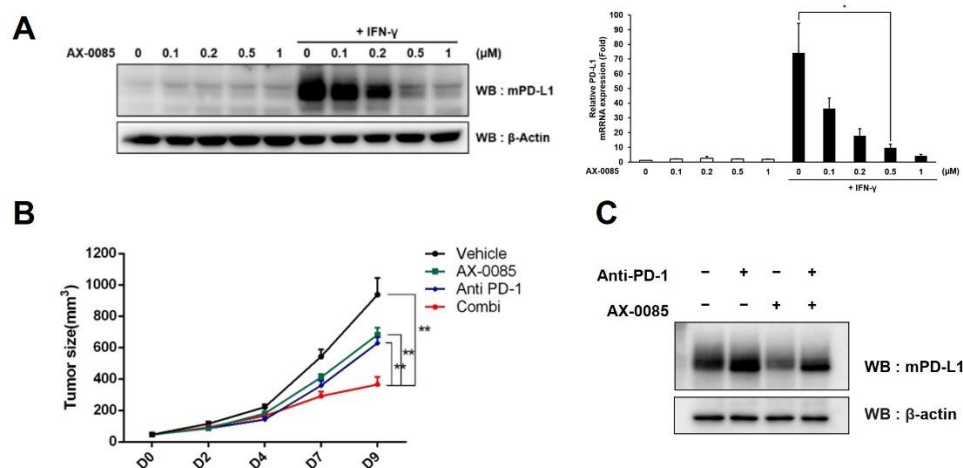 A
+ IFN-γ
AX-0085 0 0.1 0.2 0.5 1 0 0.1 0.2 0.5 1 (μM)
WB : mPD-L1
WB : β-Actin
Relative PD-L1
mRRNA expression (Fold)
100
90
80
70
60
50
40
30
20
10
0
*
AX-0085 0 0.1 0.2 0.5 1 0 0.1 0.2 0.5 1 (μM)
+ IFN-γ
B
Tumor size(mm³)
1200
1000
800
600
400
200
0
D0 D2 D4 D7 D9
Vehicle
AX-0085
Anti PD-1
Combi
**
**
**
C
Anti-PD-1 – + – +
AX-0085 – – + +
WB : mPD-L1
WB : β-actin